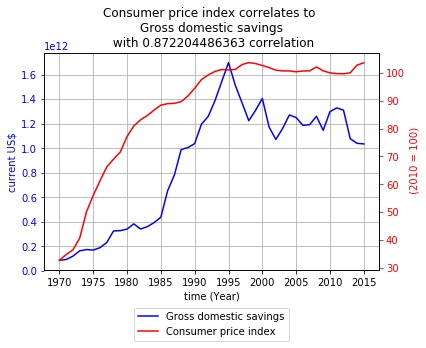 Consumer price index correlates to
Gross domestic savings
with 0.872204486363 correlation
1e12
1.6
1.4
1.2
1.0
0.8
0.6
0.4
0.2
0.0
current US$
100
90
80
70
60
50
40
30
(2010 = 100)
1970 1975 1980 1985 1990 1995 2000 2005 2010 2015
time (Year)
Gross domestic savings
Consumer price index